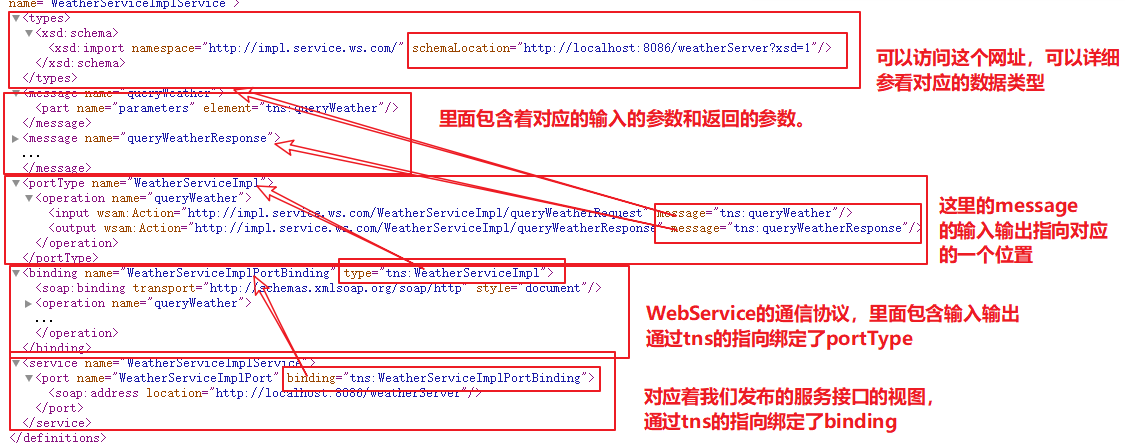 name="WeatherServiceImplService">
▼<types>
▼<xsd:schema>
<xsd:import namespace="http://impl.service.ws.com/" schemaLocation="http://localhost:8086/weatherServer?xsd=1"/>
</xsd:schema>
</types>
可以访问这个网址，可以详细
参看对应的数据类型
▼<message name="queryWeather">
<part name="parameters" element="tns:queryWeather"/>
</message>
▶<message name="queryWeatherResponse">
...
</message>
里面包含着对应的输入的参数和返回的参数。
▼<portType name="WeatherServiceImpl">
▼<operation name="queryWeather">
<input wsam:Action="http://impl.service.ws.com/WeatherServiceImpl/queryWeatherRequest" message="tns:queryWeather"/>
<output wsam:Action="http://impl.service.ws.com/WeatherServiceImpl/queryWeatherResponse" message="tns:queryWeatherResponse"/>
</operation>
</portType>
这里的message
的输入输出指向对应
的一个位置
▼<binding name="WeatherServiceImplPortBinding" type="tns:WeatherServiceImpl">
<soap:binding transport="http://schemas.xmlsoap.org/soap/http" style="document"/>
▶<operation name="queryWeather">
...
</operation>
</binding>
WebService的通信协议，里面包含输入输出
通过tns的指向绑定了portType
▼<service name="WeatherServiceImplService">
▼<port name="WeatherServiceImplPort" binding="tns:WeatherServiceImplPortBinding">
<soap:address location="http://localhost:8086/weatherServer"/>
</port>
</service>
</definitions>
对应着我们发布的服务接口的视图，
通过tns的指向绑定了binding